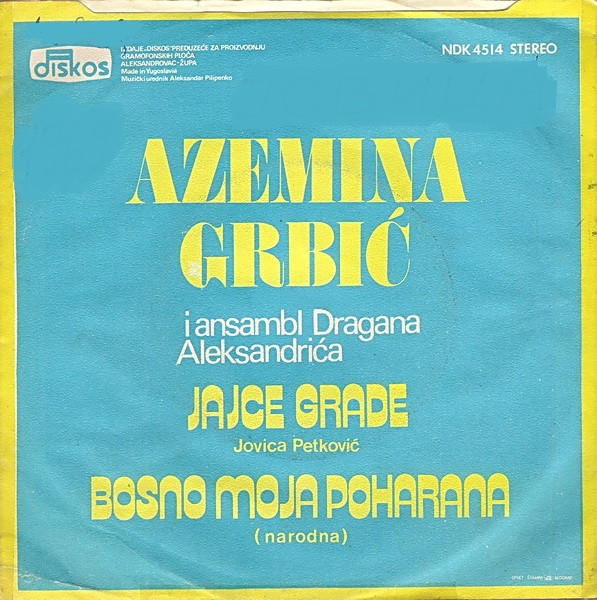 diskos
IZDAJE „DISKOS” PREDUZEĆE ZA PROIZVODNJU
GRAMOFONSKIH PLOČA
ALEKSANDROVAC-ŽUPA
Made in Yugoslavia
Muzički urednik Aleksandar Pilipenko
NDK 4514 STEREO
AZEMINA
GRBIĆ
i ansambl Dragana
Aleksandrića
JAJCE GRADE
Jovica Petković
BOSNO MOJA POHARANA
(narodna)